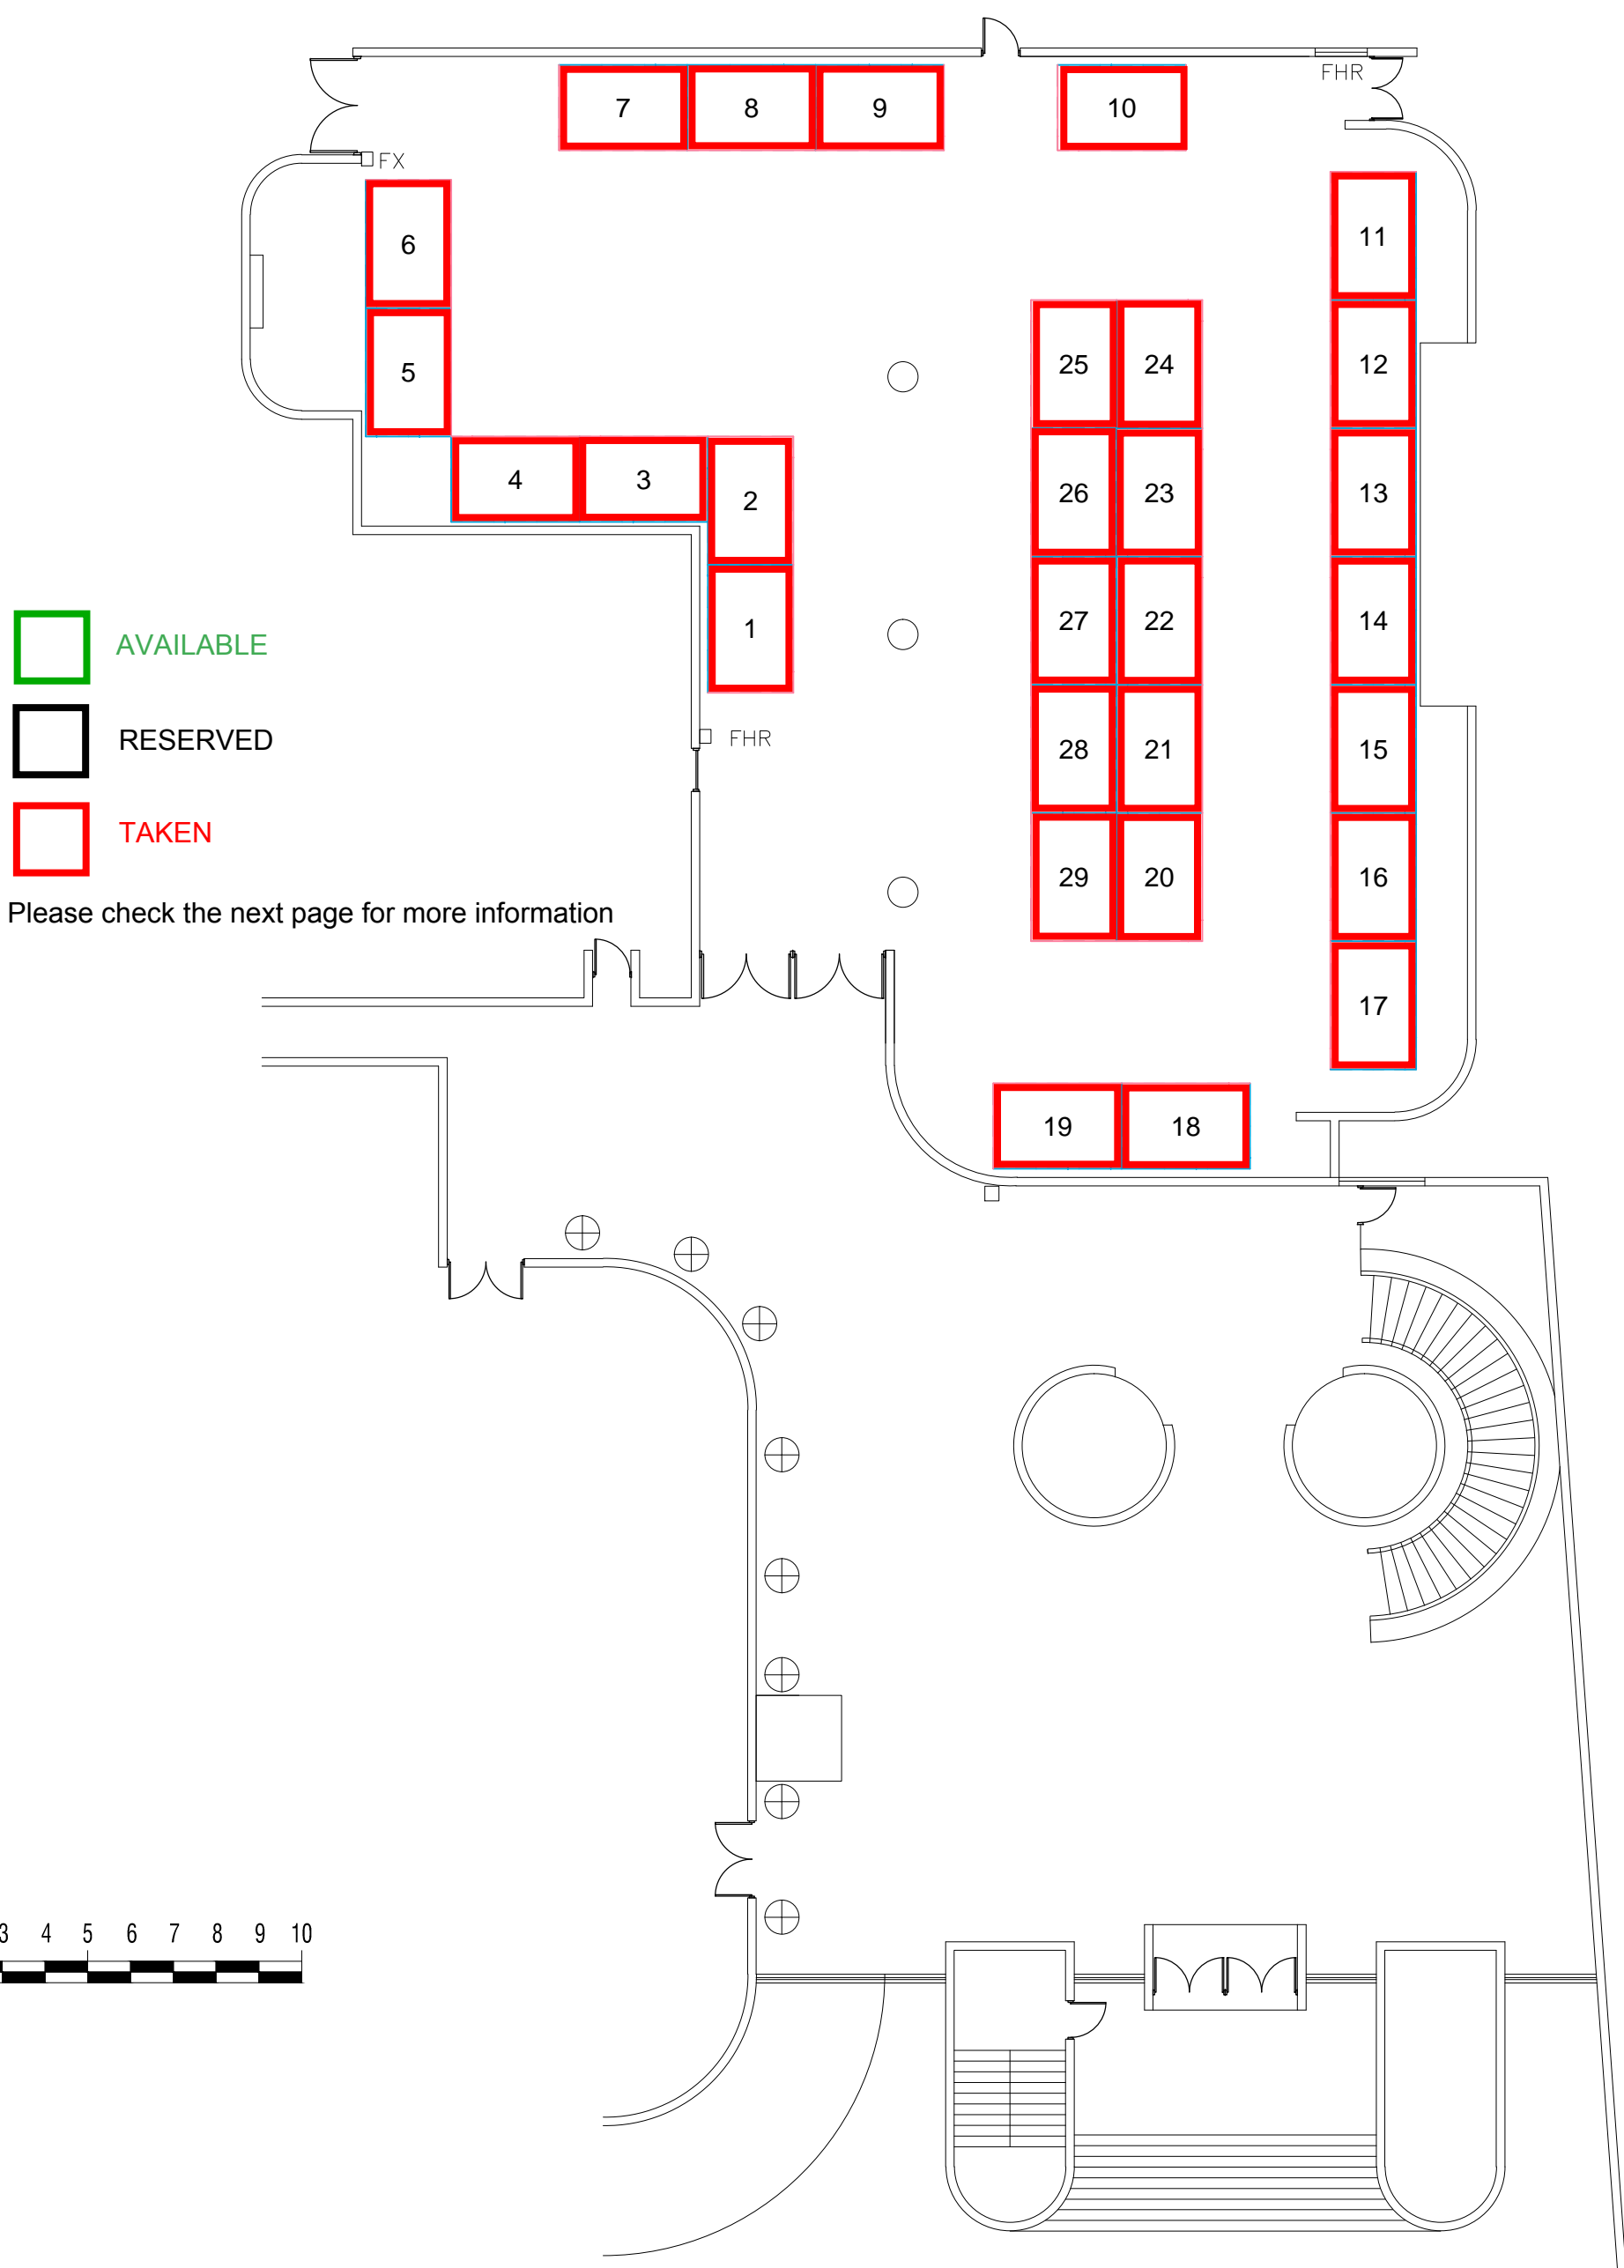 FHR
7 8 9 10
FX
6
11
5
25 24 12
4 3 2
26 23 13
1
27 22 14
AVAILABLE
RESERVED
FHR
28 21 15
TAKEN
29 20 16
Please check the next page for more information
17
19 18
3 4 5 6 7 8 9 10